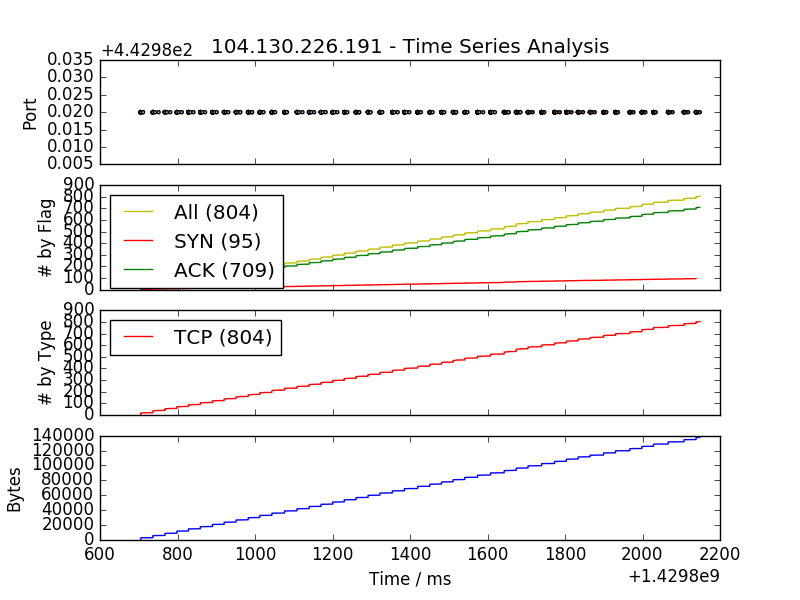 +4.4298e2
104.130.226.191 - Time Series Analysis
0.035
0.030
0.025
0.020
0.015
0.010
0.005
Port
900
800
700
600
500
400
300
200
100
0
# by Flag
All (804)
SYN (95)
ACK (709)
900
800
700
600
500
400
300
200
100
0
# by Type
TCP (804)
140000
120000
100000
80000
60000
40000
20000
0
Bytes
600 800 1000 1200 1400 1600 1800 2000 2200
Time / ms
+1.4298e9